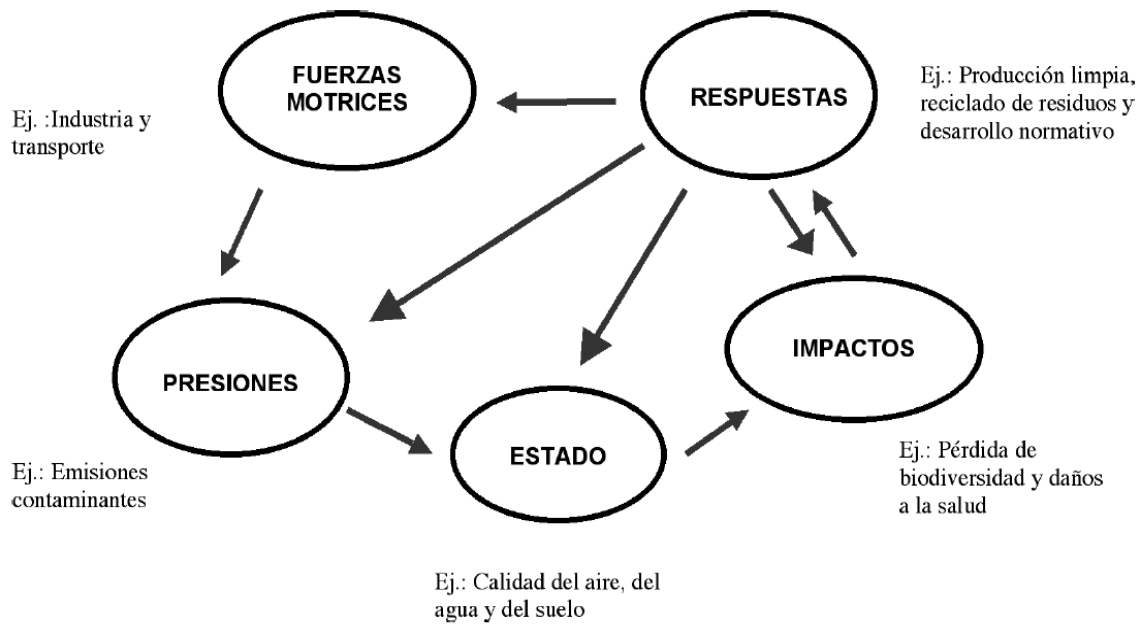 FUERZAS
MOTRICES
RESPUESTAS
Ej.: Producción limpia,
reciclado de residuos y
desarrollo normativo
Ej. :Industria y
transporte
IMPACTOS
PRESIONES
ESTADO
Ej.: Pérdida de
biodiversidad y daños
a la salud
Ej.: Emisiones
contaminantes
Ej.: Calidad del aire, del
agua y del suelo